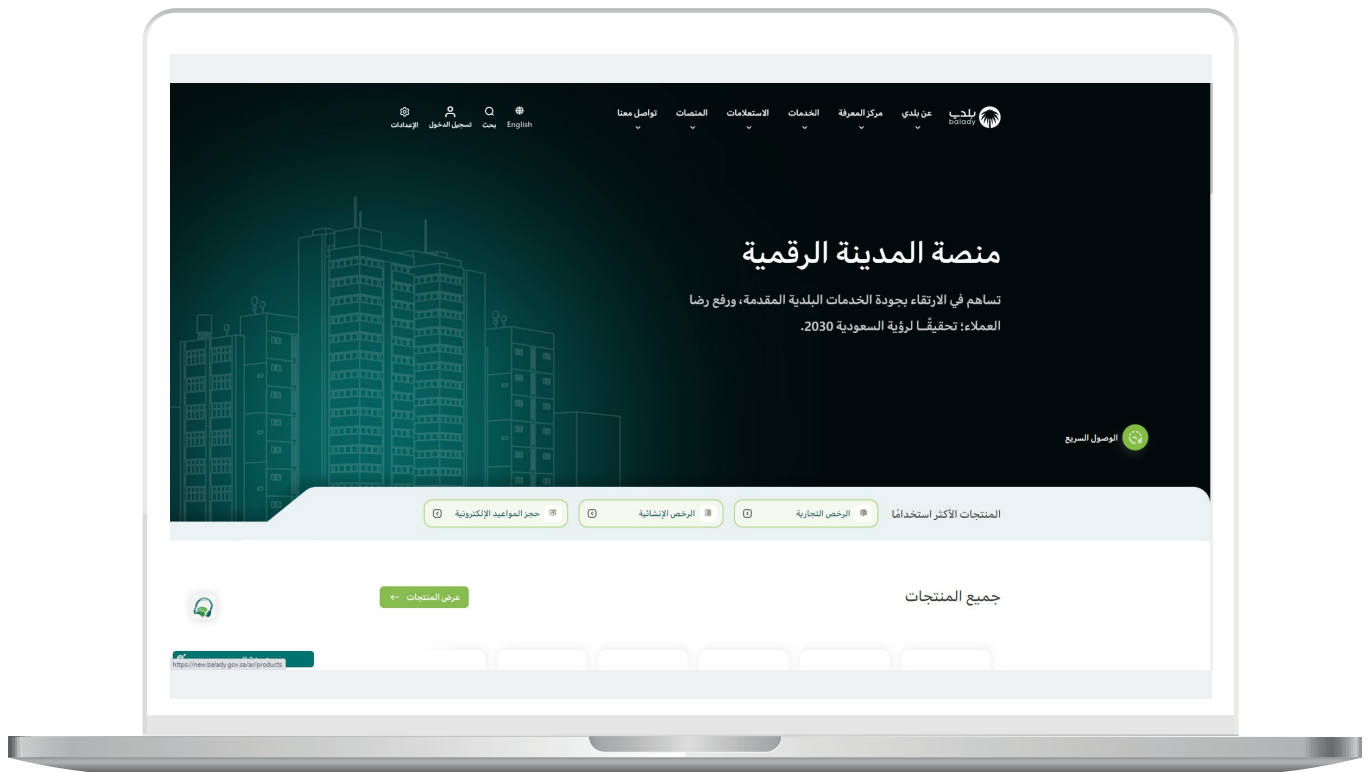 بلدي
balady
عن بلدي
مركز المعرفة
الخدمات
الاستعلامات
المنصات
تواصل معنا
English
بحث
تسجيل الدخول
الإعدادات
منصة المدينة الرقمية
تساهم في الارتقاء بجودة الخدمات البلدية المقدمة، ورفع رضا
العملاء؛ تحقيقًـا لرؤية السعودية 2030.
الوصول السريع
المنتجات الأكثر استخدامًا
الرخص التجارية
الرخص الإنشائية
حجز المواعيد الإلكترونية
جميع المنتجات
عرض المنتجات
https://new.balady.gov.sa/ar/products